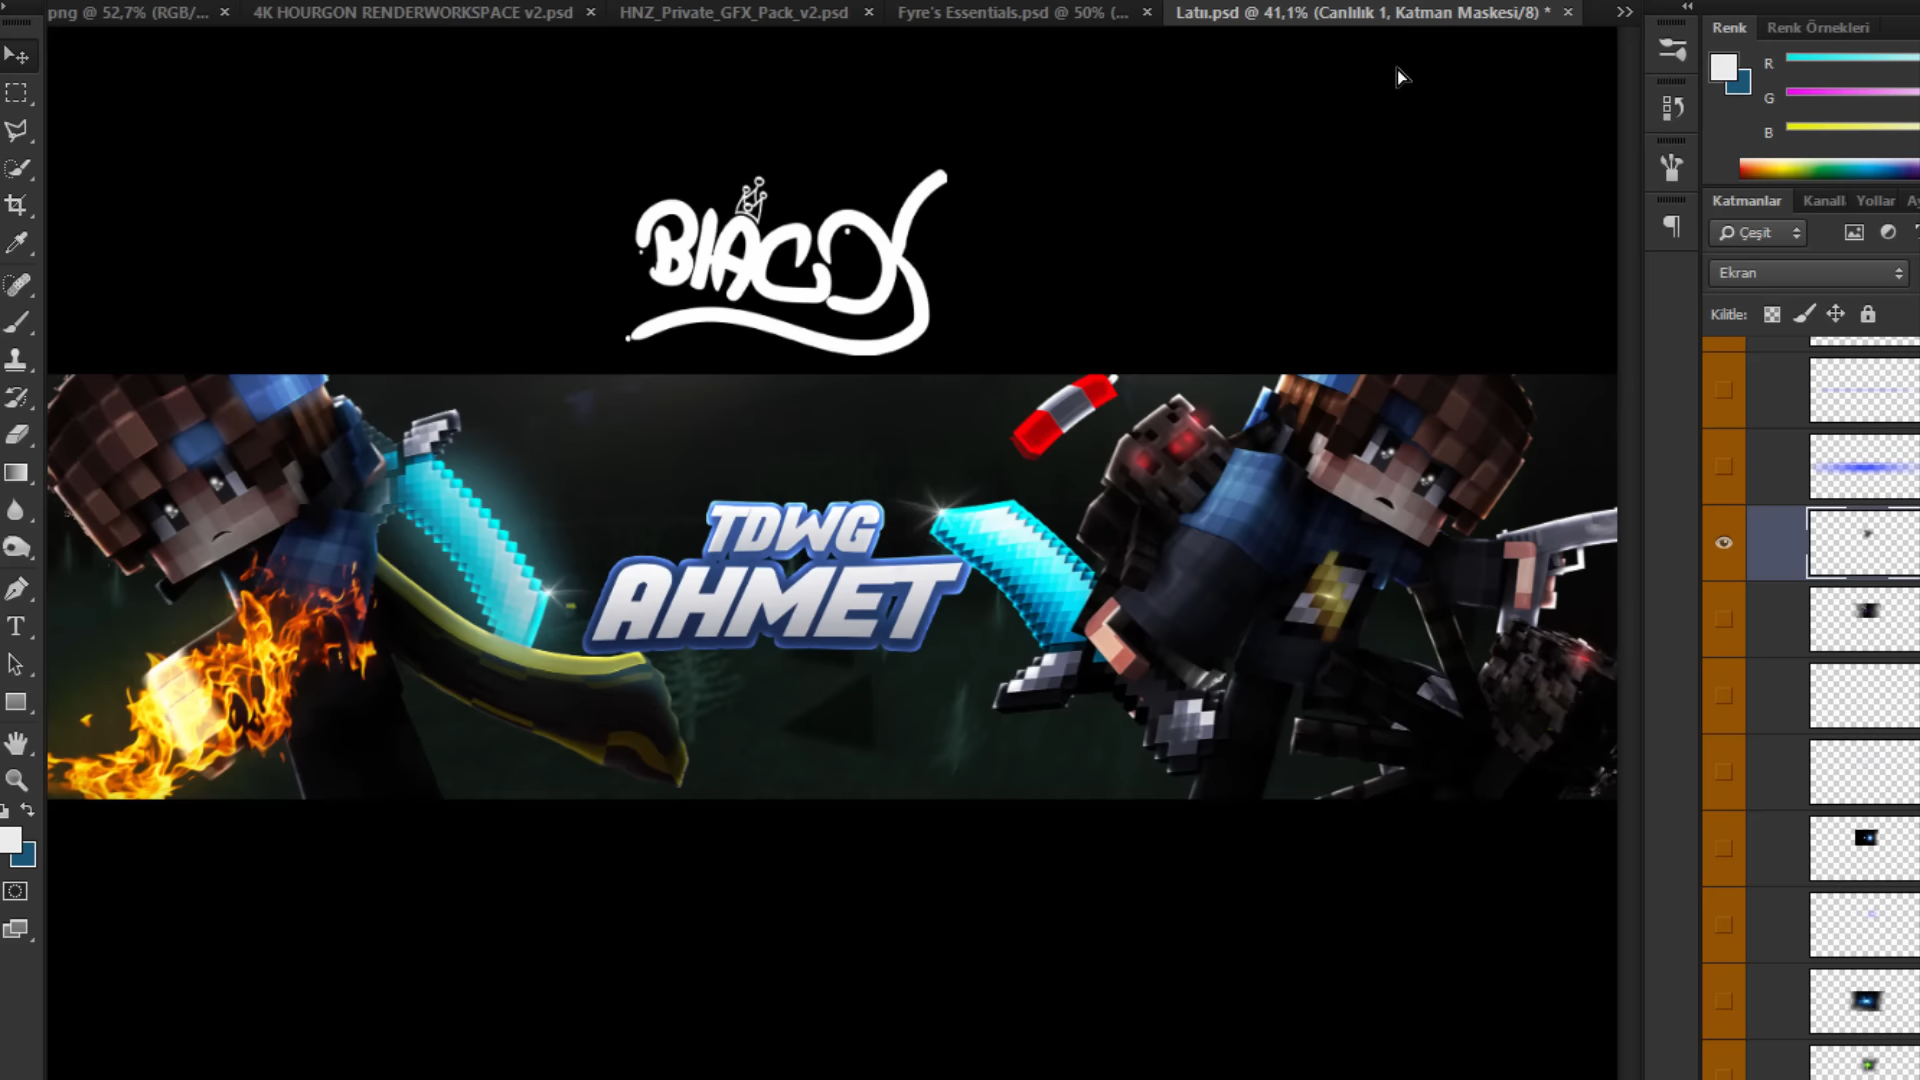 png @ 52,7% (RGB/... × 4K HOURGON RENDERWORKSPACE v2.psd × HNZ_Private_GFX_Pack_v2.psd × Fyre's Essentials.psd @ 50% (... × Latu.psd @ 41,1% (Canlılık 1, Katman Maskesi/8) * ×
Renk Renk Örnekleri
R
G
B
Katmanlar Kanall Yollar
Çeşit
Ekran
Kilitle:
BIACO
TDWG
AHMET